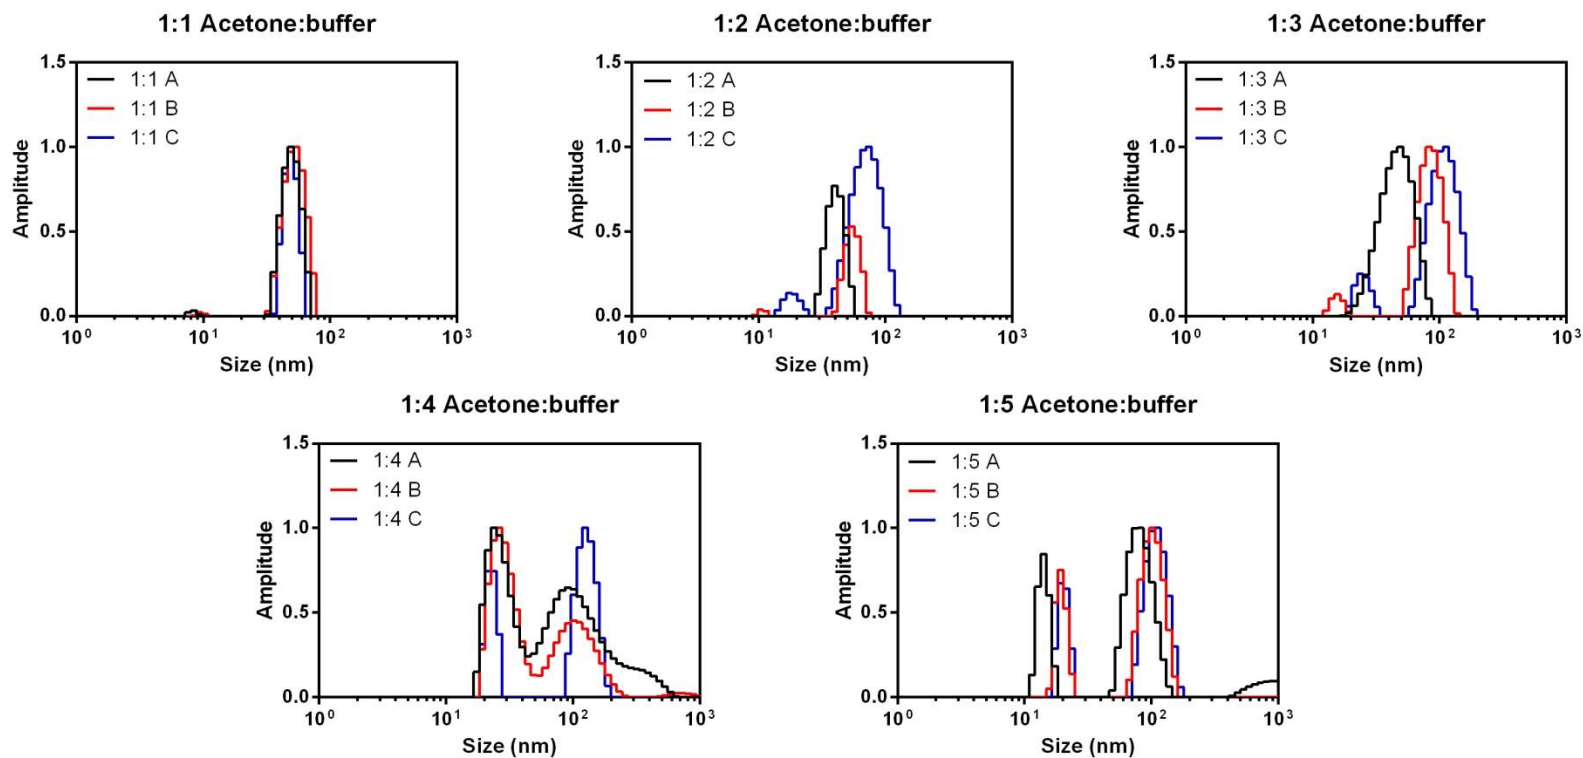 1:1 Acetone:buffer
1.5
1.0
0.5
0.0
Amplitude
1:1 A
1:1 B
1:1 C
10⁰
10¹
10²
10³
Size (nm)
1:2 Acetone:buffer
1.5
1.0
0.5
0.0
Amplitude
1:2 A
1:2 B
1:2 C
10⁰
10¹
10²
10³
Size (nm)
1:3 Acetone:buffer
1.5
1.0
0.5
0.0
Amplitude
1:3 A
1:3 B
1:3 C
10⁰
10¹
10²
10³
Size (nm)
1:4 Acetone:buffer
1.5
1.0
0.5
0.0
Amplitude
1:4 A
1:4 B
1:4 C
10⁰
10¹
10²
10³
Size (nm)
1:5 Acetone:buffer
1.5
1.0
0.5
0.0
Amplitude
1:5 A
1:5 B
1:5 C
10⁰
10¹
10²
10³
Size (nm)